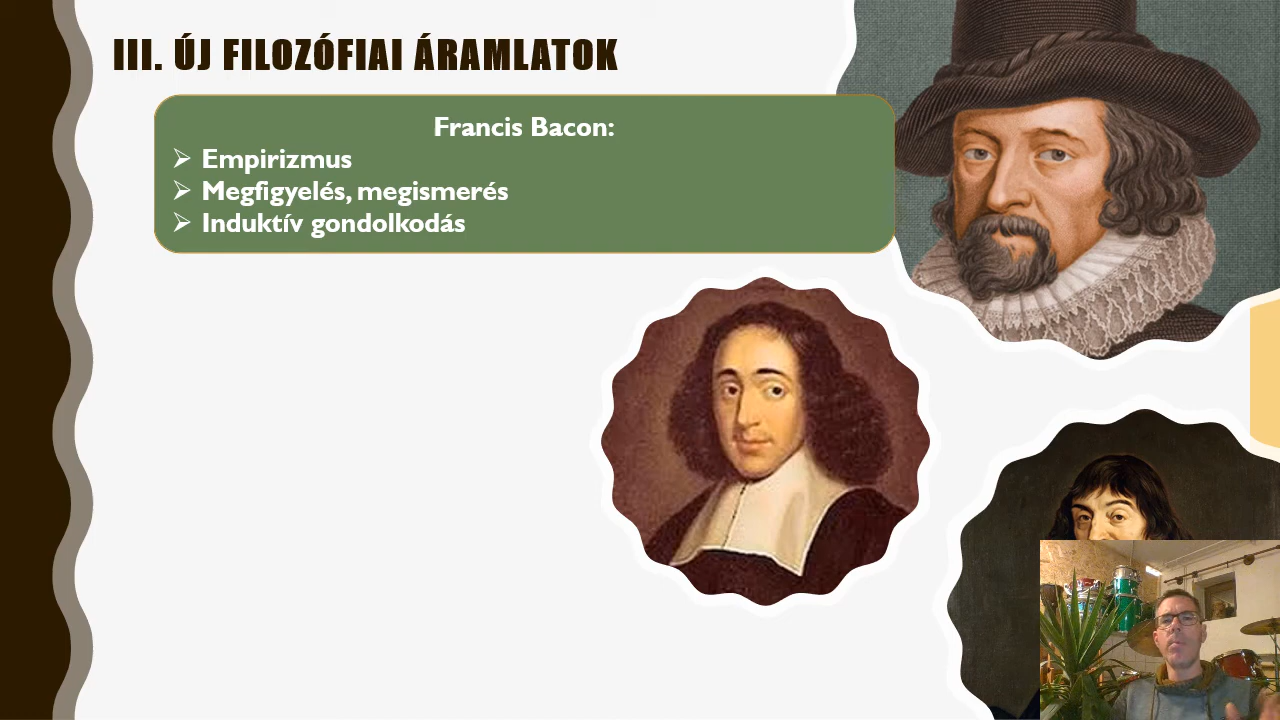 III. ÚJ FILOZÓFIAI ÁRAMLATOK
Francis Bacon:
➢ Empirizmus
➢ Megfigyelés, megismerés
➢ Induktív gondolkodás